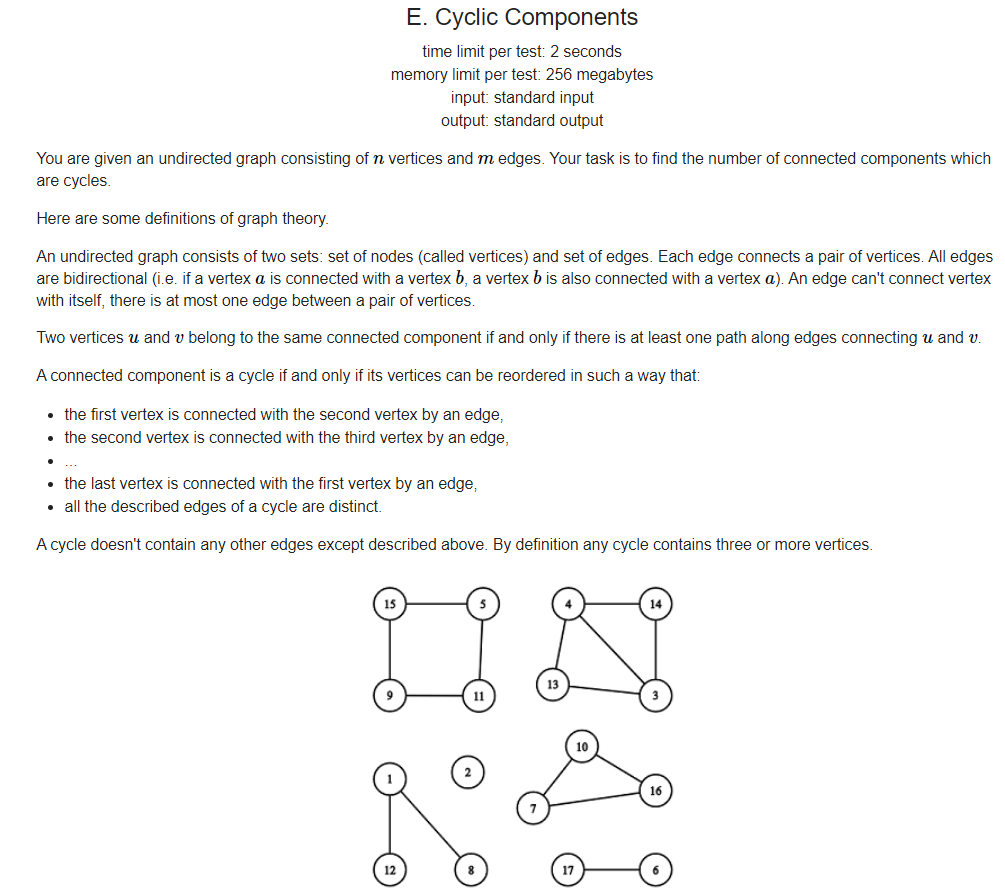 E. Cyclic Components
time limit per test: 2 seconds
memory limit per test: 256 megabytes
input: standard input
output: standard output
You are given an undirected graph consisting of n vertices and m edges. Your task is to find the number of connected components which
are cycles.
Here are some definitions of graph theory.
An undirected graph consists of two sets: set of nodes (called vertices) and set of edges. Each edge connects a pair of vertices. All edges
are bidirectional (i.e. if a vertex a is connected with a vertex b, a vertex b is also connected with a vertex a). An edge can't connect vertex
with itself, there is at most one edge between a pair of vertices.
Two vertices u and v belong to the same connected component if and only if there is at least one path along edges connecting u and v.
A connected component is a cycle if and only if its vertices can be reordered in such a way that:
• the first vertex is connected with the second vertex by an edge,
• the second vertex is connected with the third vertex by an edge,
• ...
• the last vertex is connected with the first vertex by an edge,
• all the described edges of a cycle are distinct.
A cycle doesn't contain any other edges except described above. By definition any cycle contains three or more vertices.
15 5 4 14
9 11 13 3
10
1 2 16
7
12 8 17 6